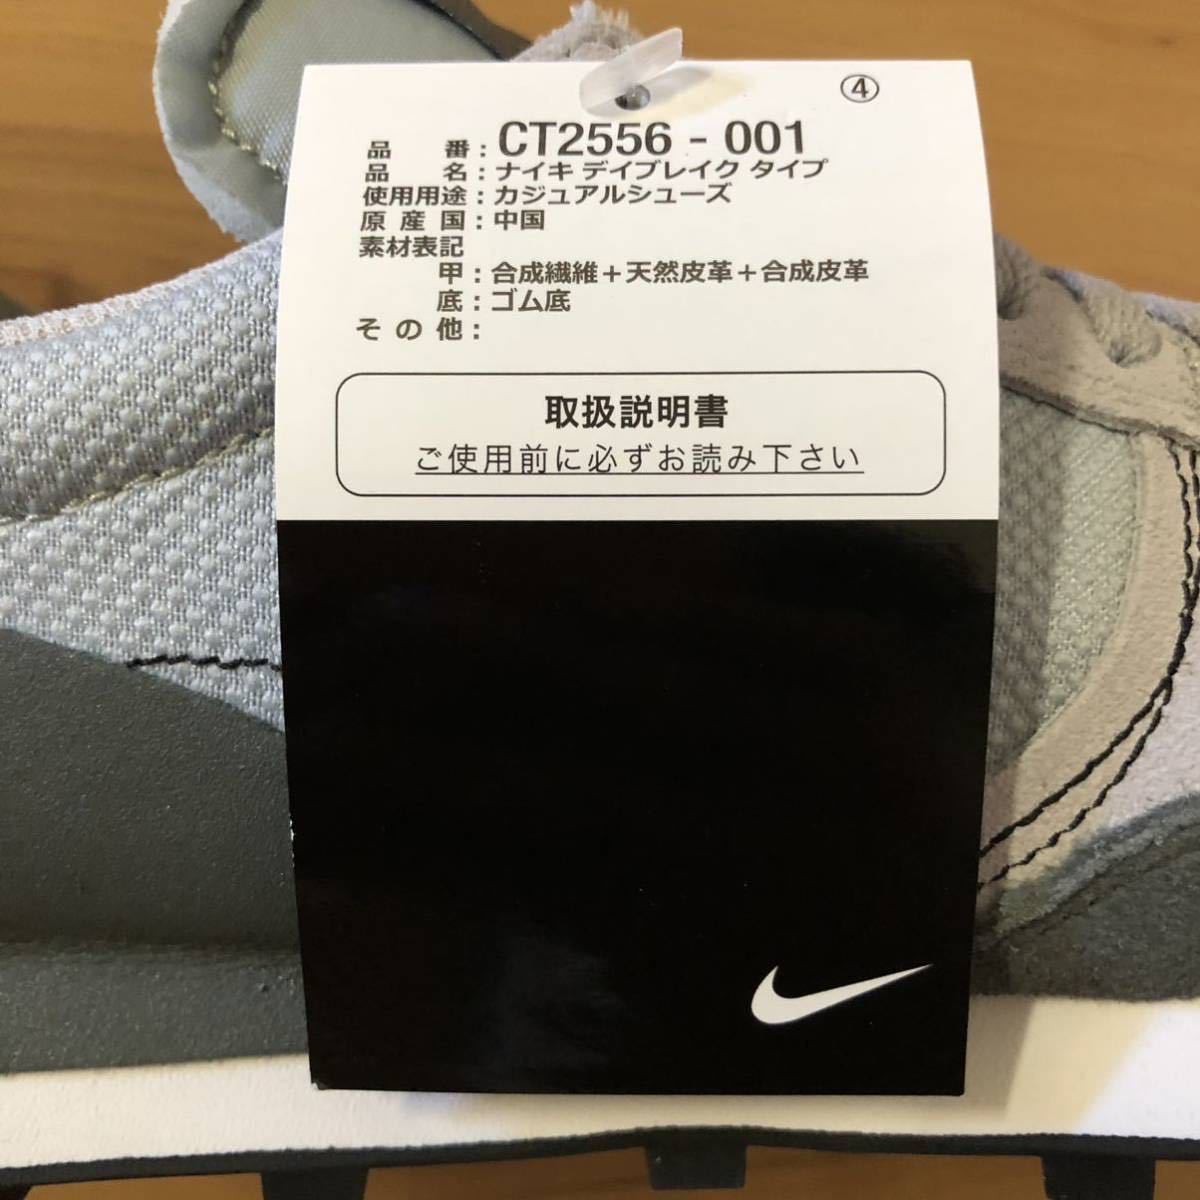 ④
品番：CT2556 - 001
品名：ナイキ デイブレイク タイプ
使用用途：カジュアルシューズ
原産国：中国
素材表記
甲：合成繊維＋天然皮革＋合成皮革
底：ゴム底
その他：
取扱説明書
ご使用前に必ずお読み下さい